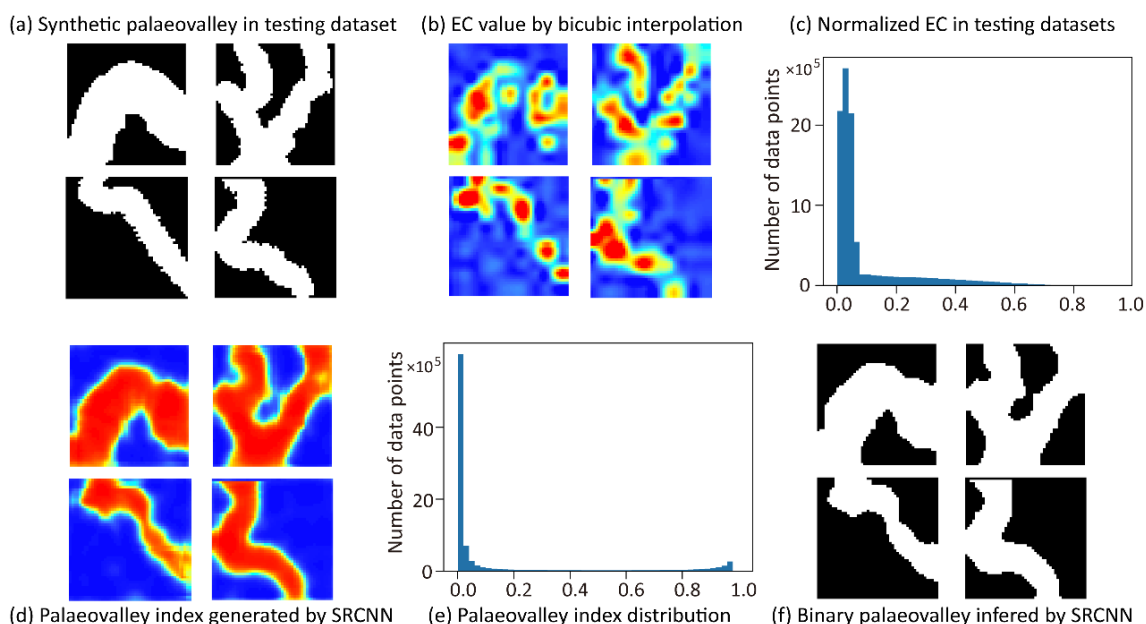 (a) Synthetic palaeovalley in testing dataset
(b) EC value by bicubic interpolation
(c) Normalized EC in testing datasets
×10⁵
Number of data points
20
10
0
0.0 0.2 0.4 0.6 0.8 1.0
×10⁵
Number of data points
40
20
0
0.0 0.2 0.4 0.6 0.8 1.0
(d) Palaeovalley index generated by SRCNN
(e) Palaeovalley index distribution
(f) Binary palaeovalley infered by SRCNN